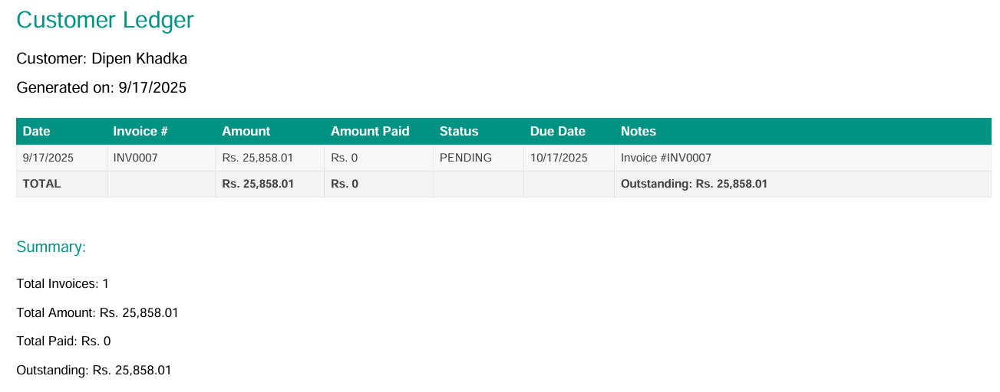 Customer Ledger
Customer: Dipen Khadka
Generated on: 9/17/2025
Date Invoice # Amount Amount Paid Status Due Date Notes
9/17/2025 INV0007 Rs. 25,858.01 Rs. 0 PENDING 10/17/2025 Invoice #INV0007
TOTAL Rs. 25,858.01 Rs. 0 Outstanding: Rs. 25,858.01
Summary:
Total Invoices: 1
Total Amount: Rs. 25,858.01
Total Paid: Rs. 0
Outstanding: Rs. 25,858.01